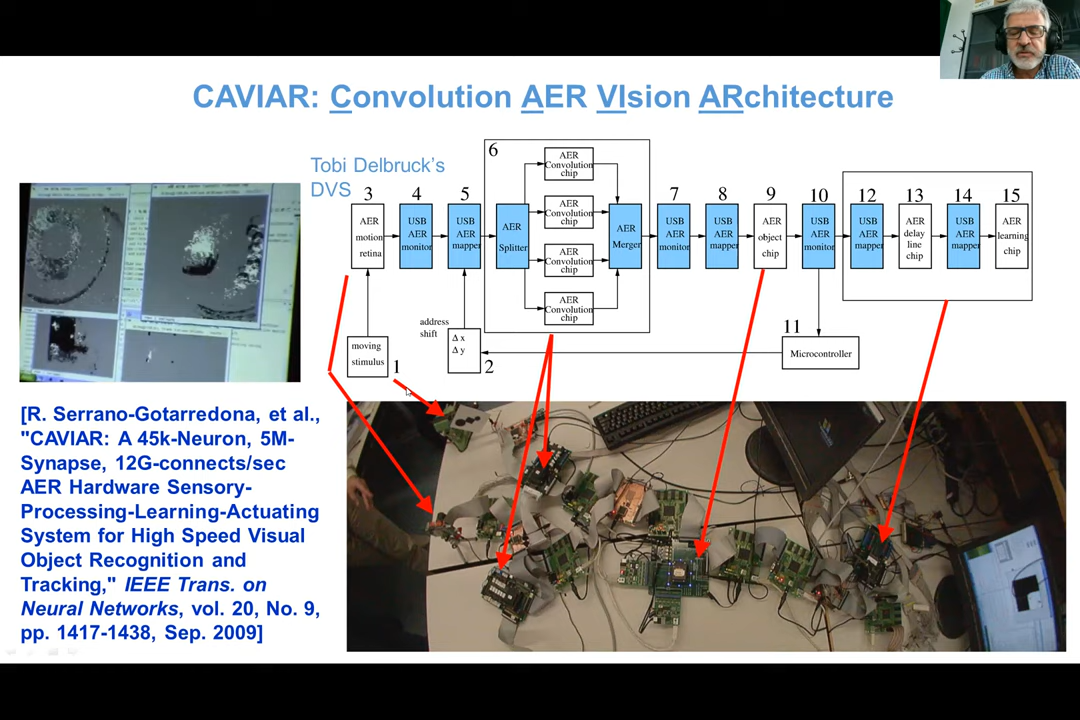 CAVIAR: Convolution AER VIsion ARchitecture
Tobi Delbruck's
DVS
3
4
5
6
7
8
9
10
12
13
14
15
AER
motion
retina
USB
AER
monitor
USB
AER
mapper
AER
Splitter
AER
Convolution
chip
AER
Convolution
chip
AER
Convolution
chip
AER
Convolution
chip
AER
Merger
USB
AER
monitor
USB
AER
mapper
AER
object
chip
USB
AER
monitor
USB
AER
mapper
AER
delay
line
chip
USB
AER
mapper
AER
learning
chip
address
shift
Δ x
Δ y
2
moving
stimulus
1
11
Microcontroller
[R. Serrano-Gotarredona, et al.,
"CAVIAR: A 45k-Neuron, 5M-
Synapse, 12G-connects/sec
AER Hardware Sensory-
Processing-Learning-Actuating
System for High Speed Visual
Object Recognition and
Tracking," IEEE Trans. on
Neural Networks, vol. 20, No. 9,
pp. 1417-1438, Sep. 2009]